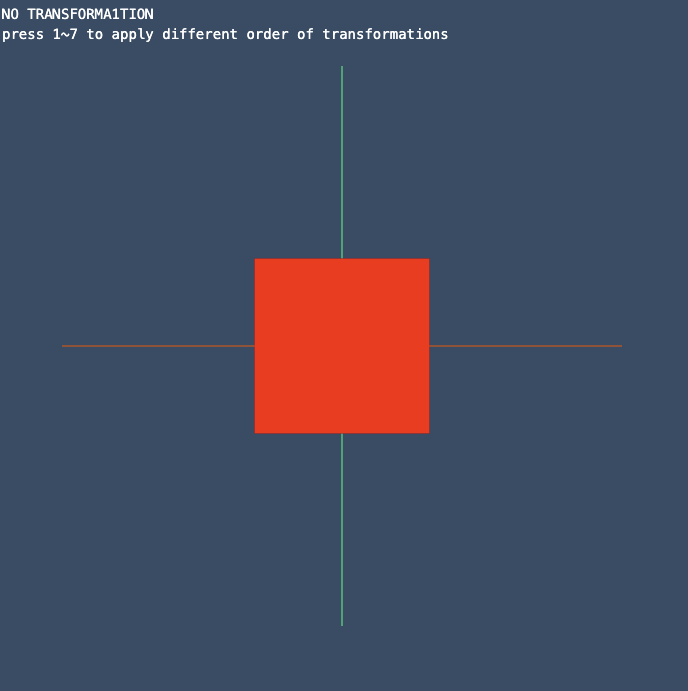 NO TRANSFORMA1TION
press 1~7 to apply different order of transformations